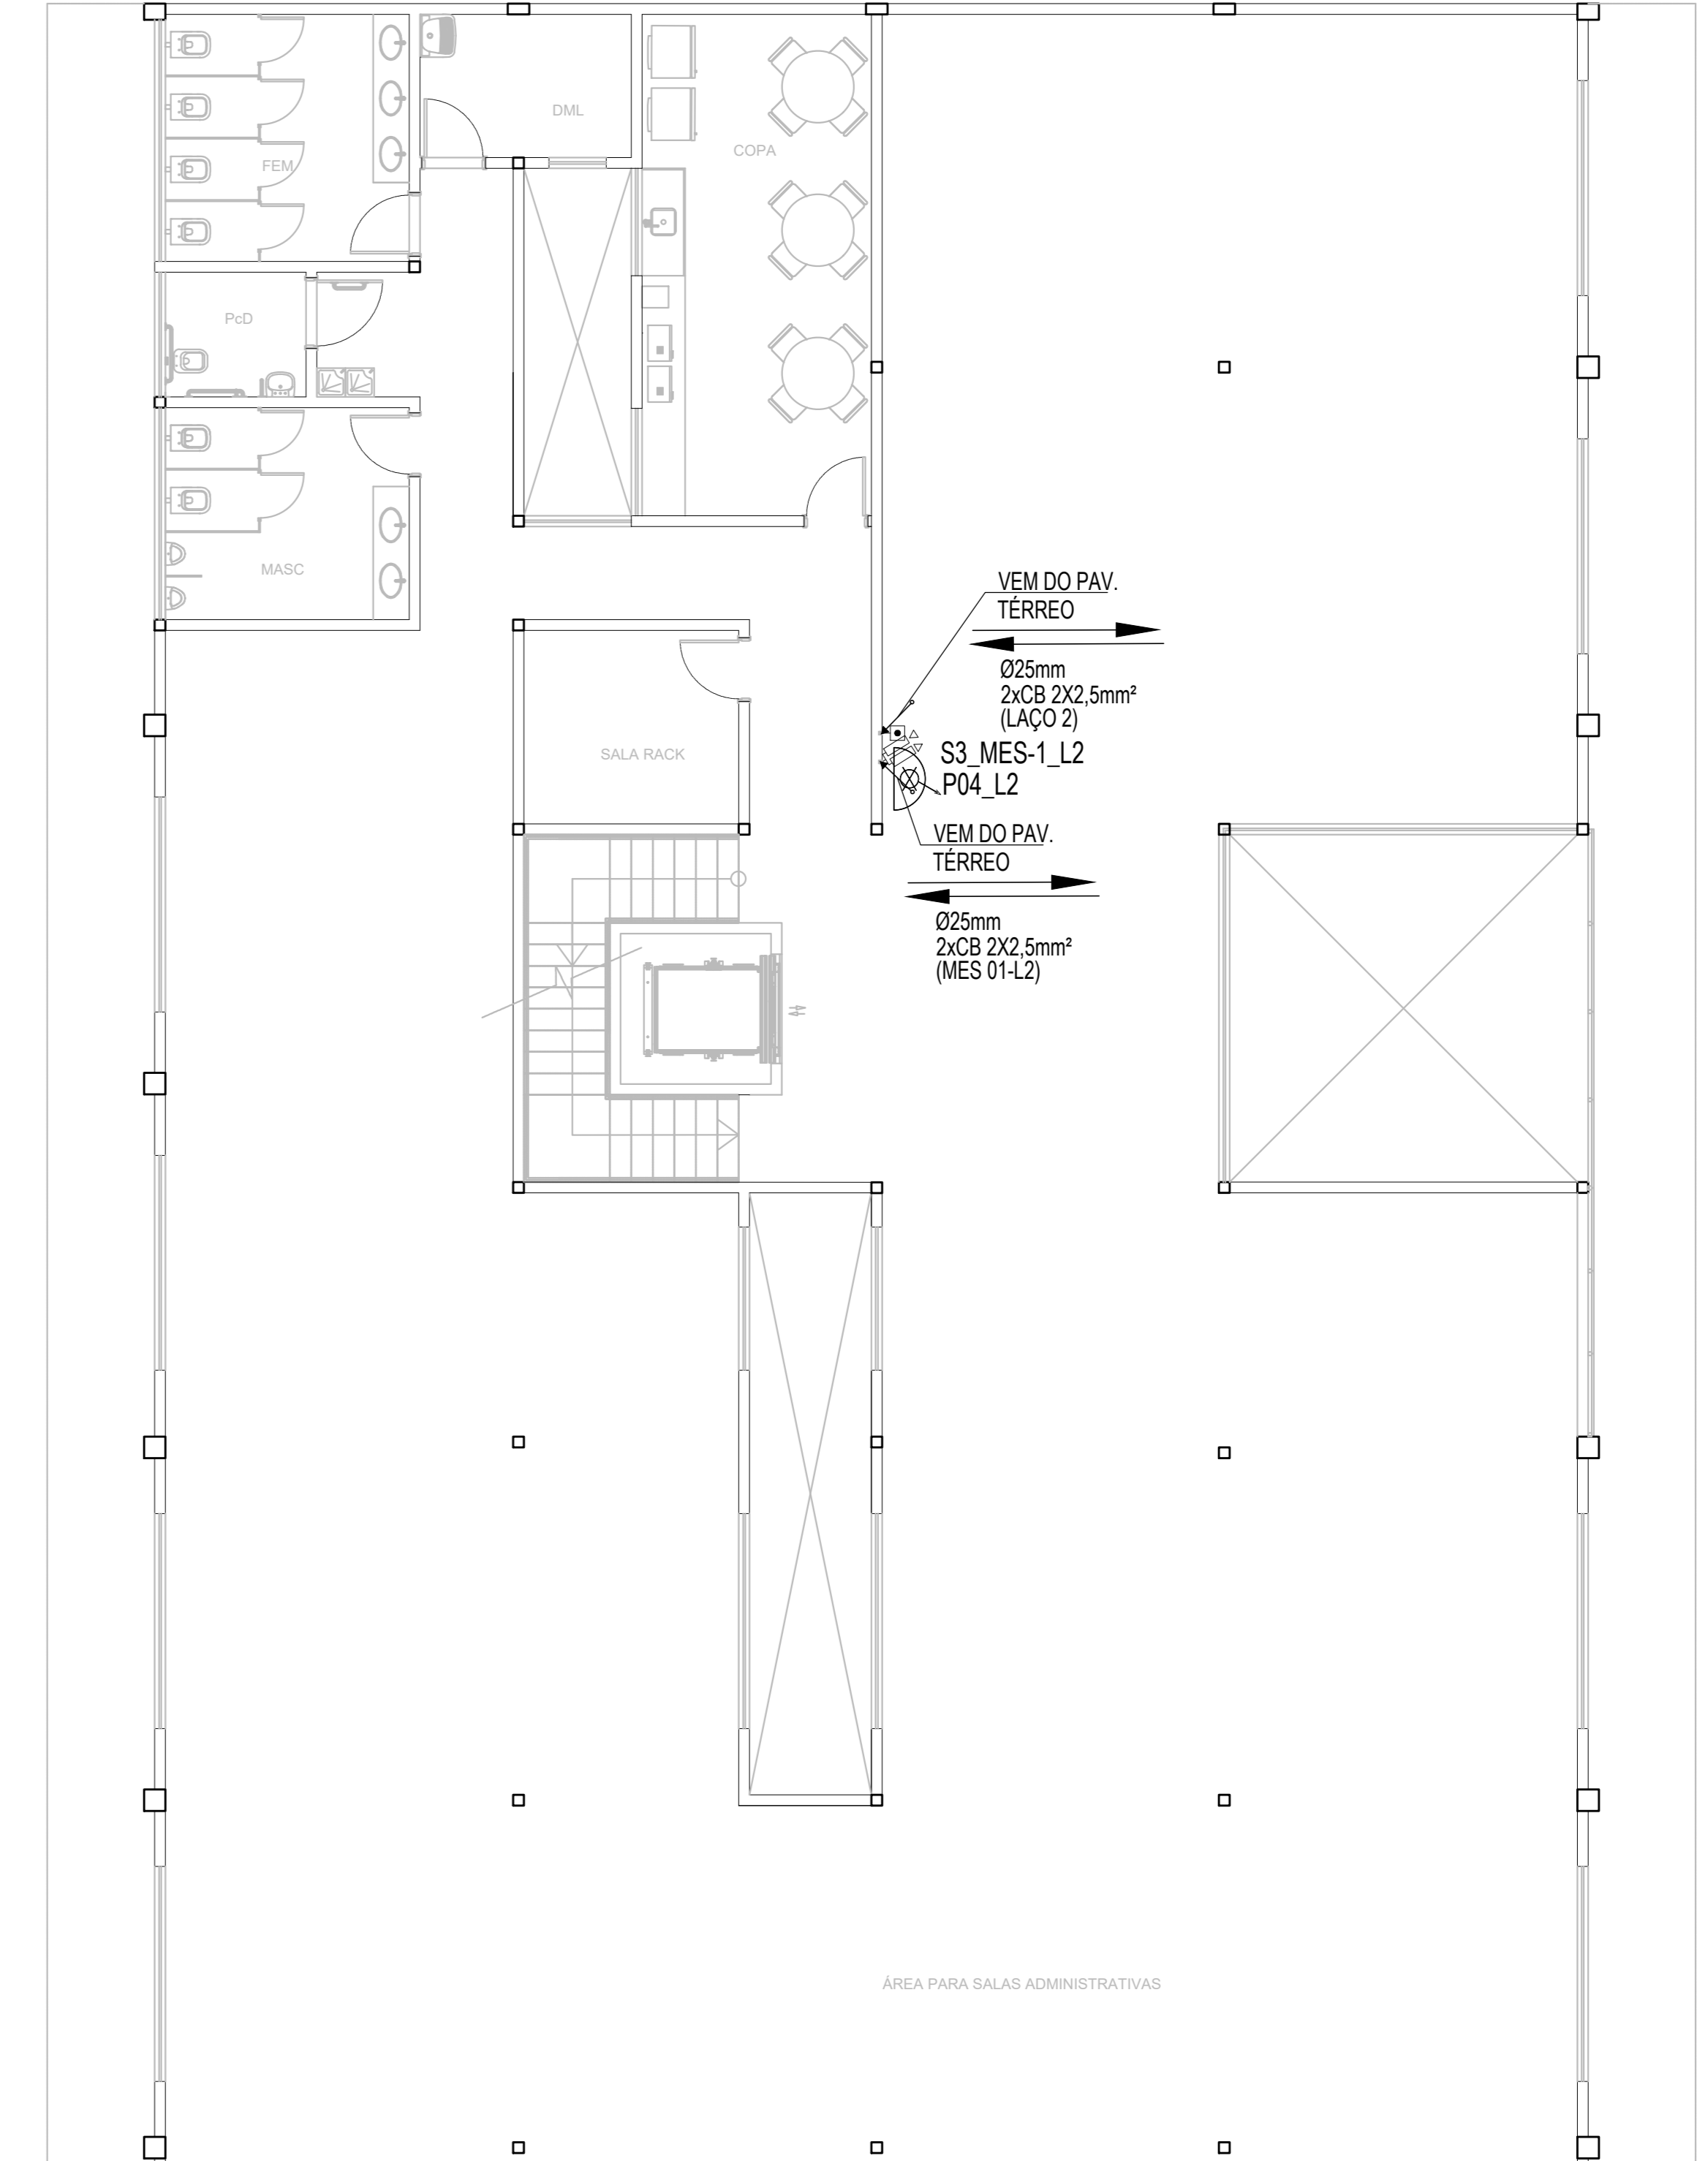 DML
COPA
FEM
PcD
MASC
VEM DO PAV.
TÉRREO
Ø25mm
2xCB 2X2,5mm²
(LAÇO 2)
SALA RACK
S3_MES-1_L2
P04_L2
VEM DO PAV.
TÉRREO
Ø25mm
2xCB 2X2,5mm²
(MES 01-L2)
ÁREA PARA SALAS ADMINISTRATIVAS